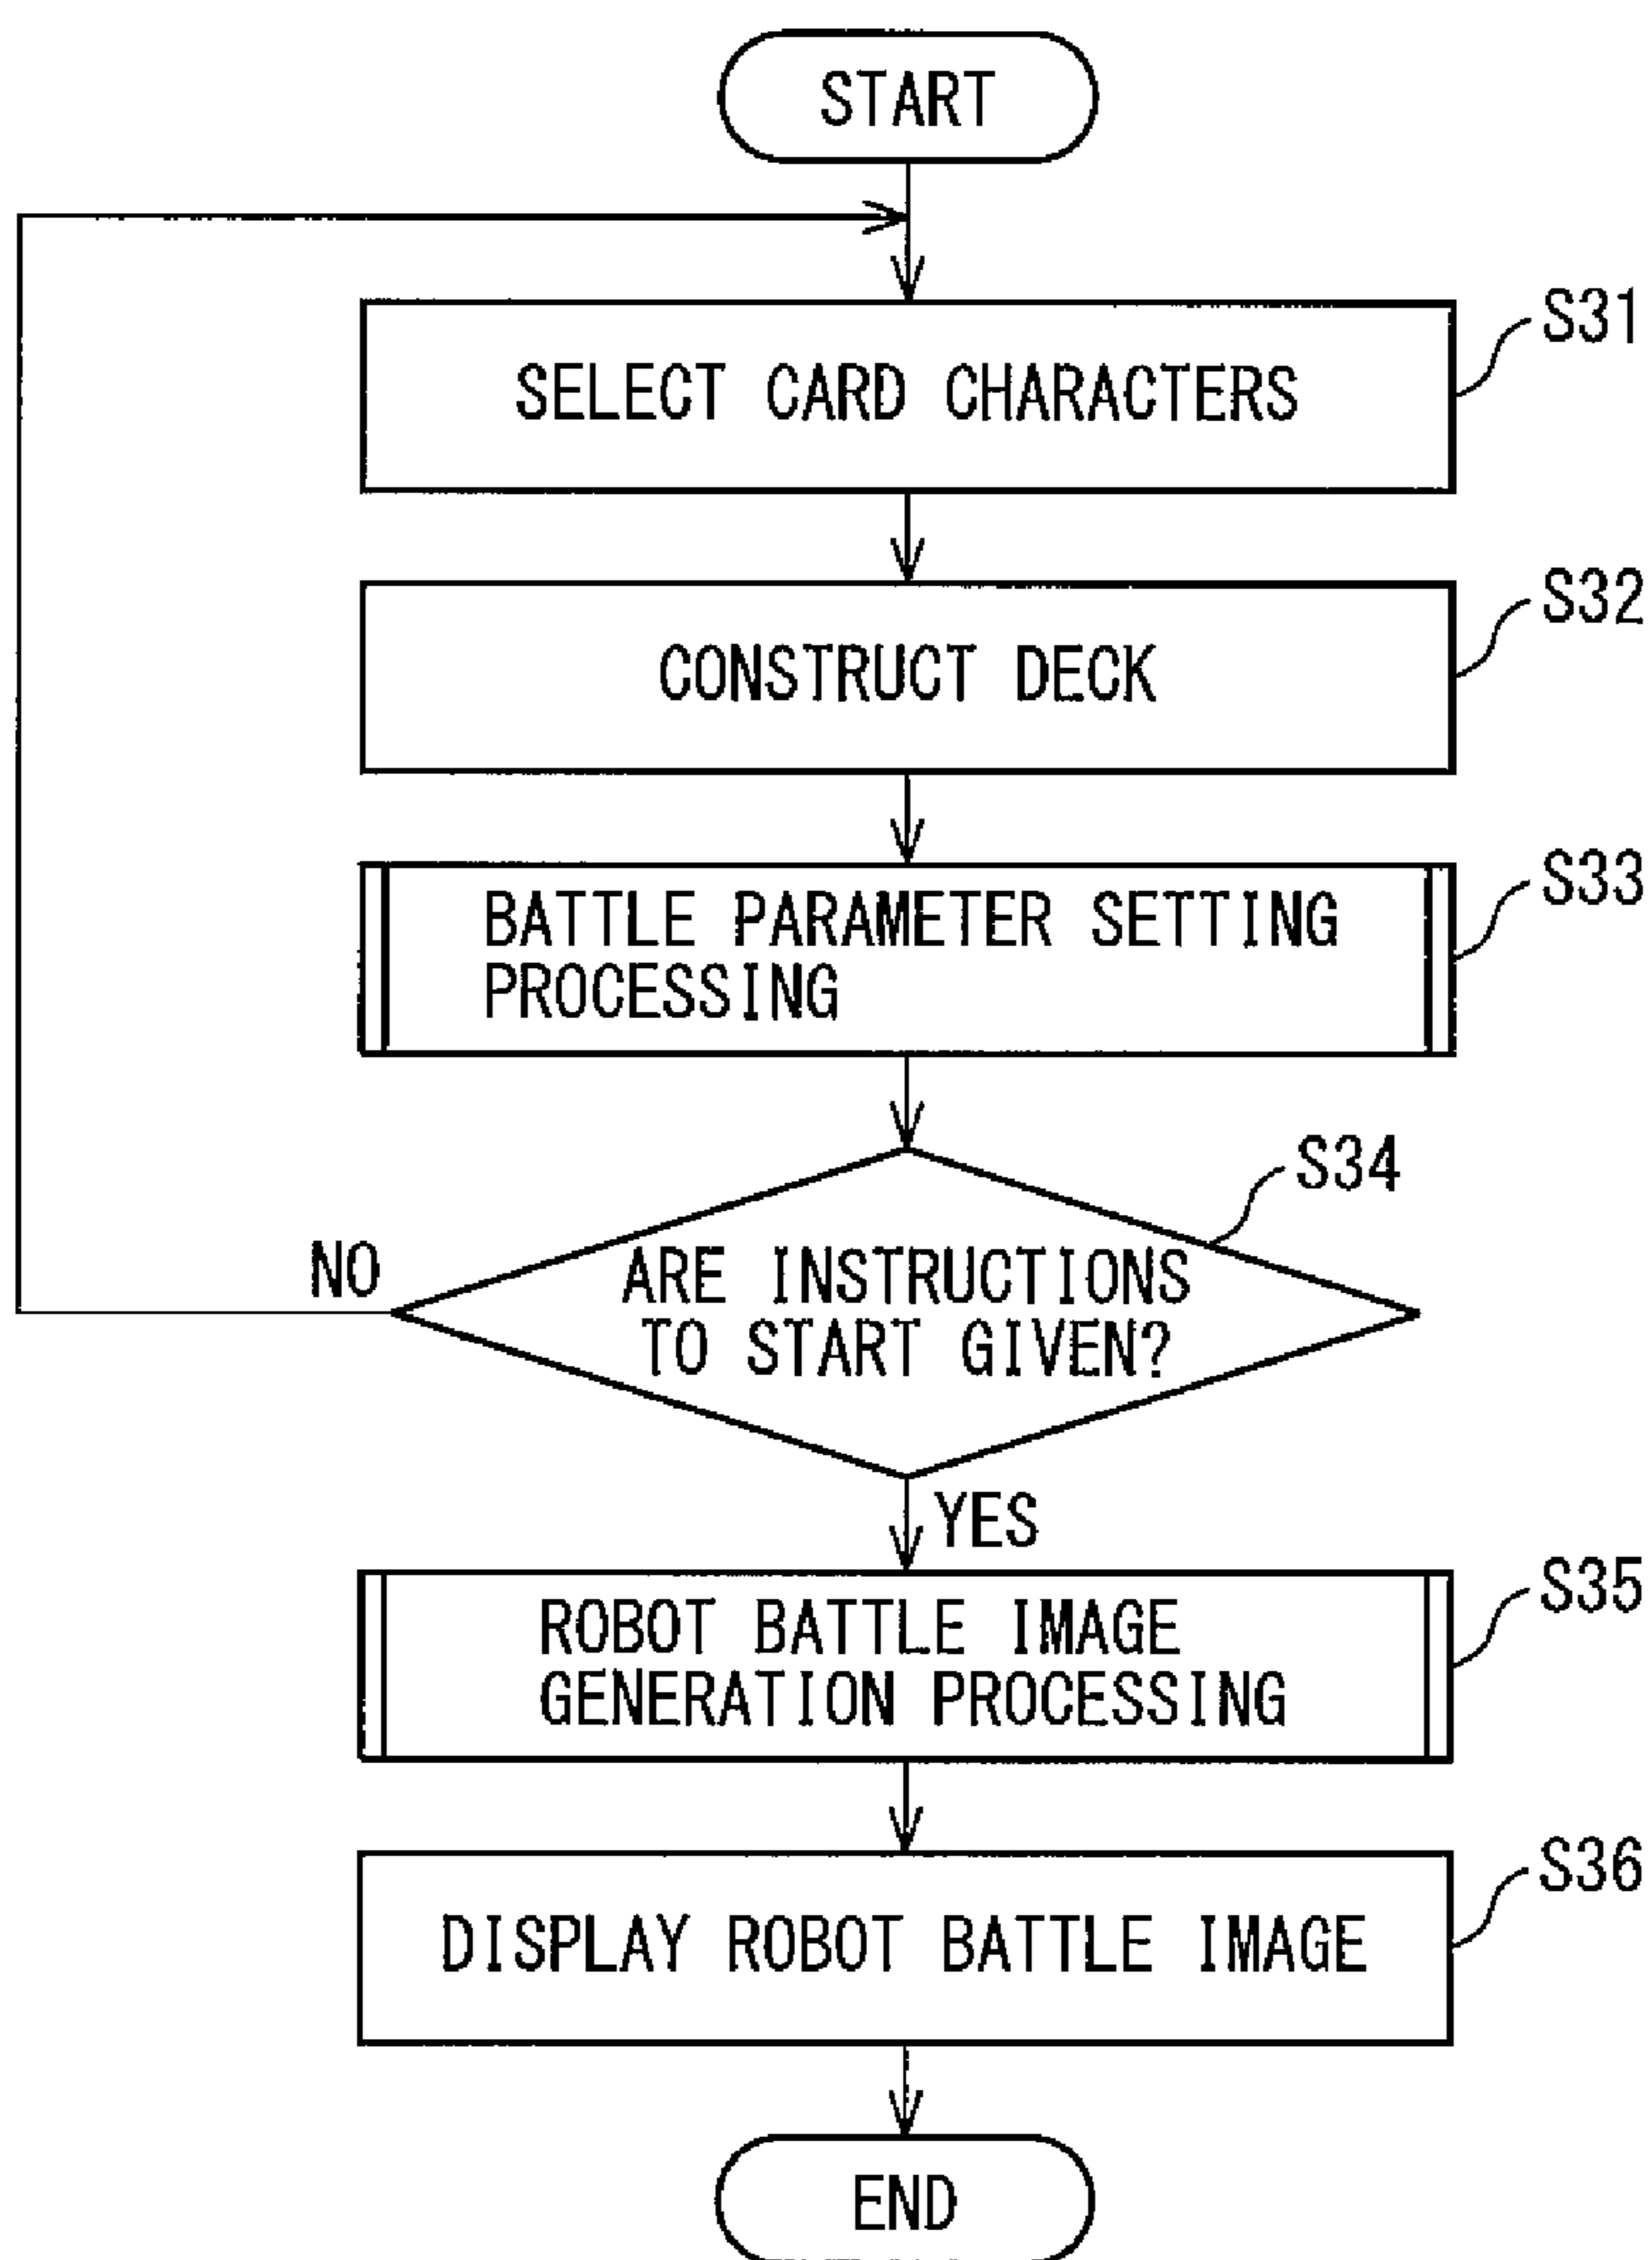 START
S31
SELECT CARD CHARACTERS
S32
CONSTRUCT DECK
S33
BATTLE PARAMETER SETTING
PROCESSING
S34
NO
ARE INSTRUCTIONS
TO START GIVEN?
YES
S35
ROBOT BATTLE IMAGE
GENERATION PROCESSING
S36
DISPLAY ROBOT BATTLE IMAGE
END